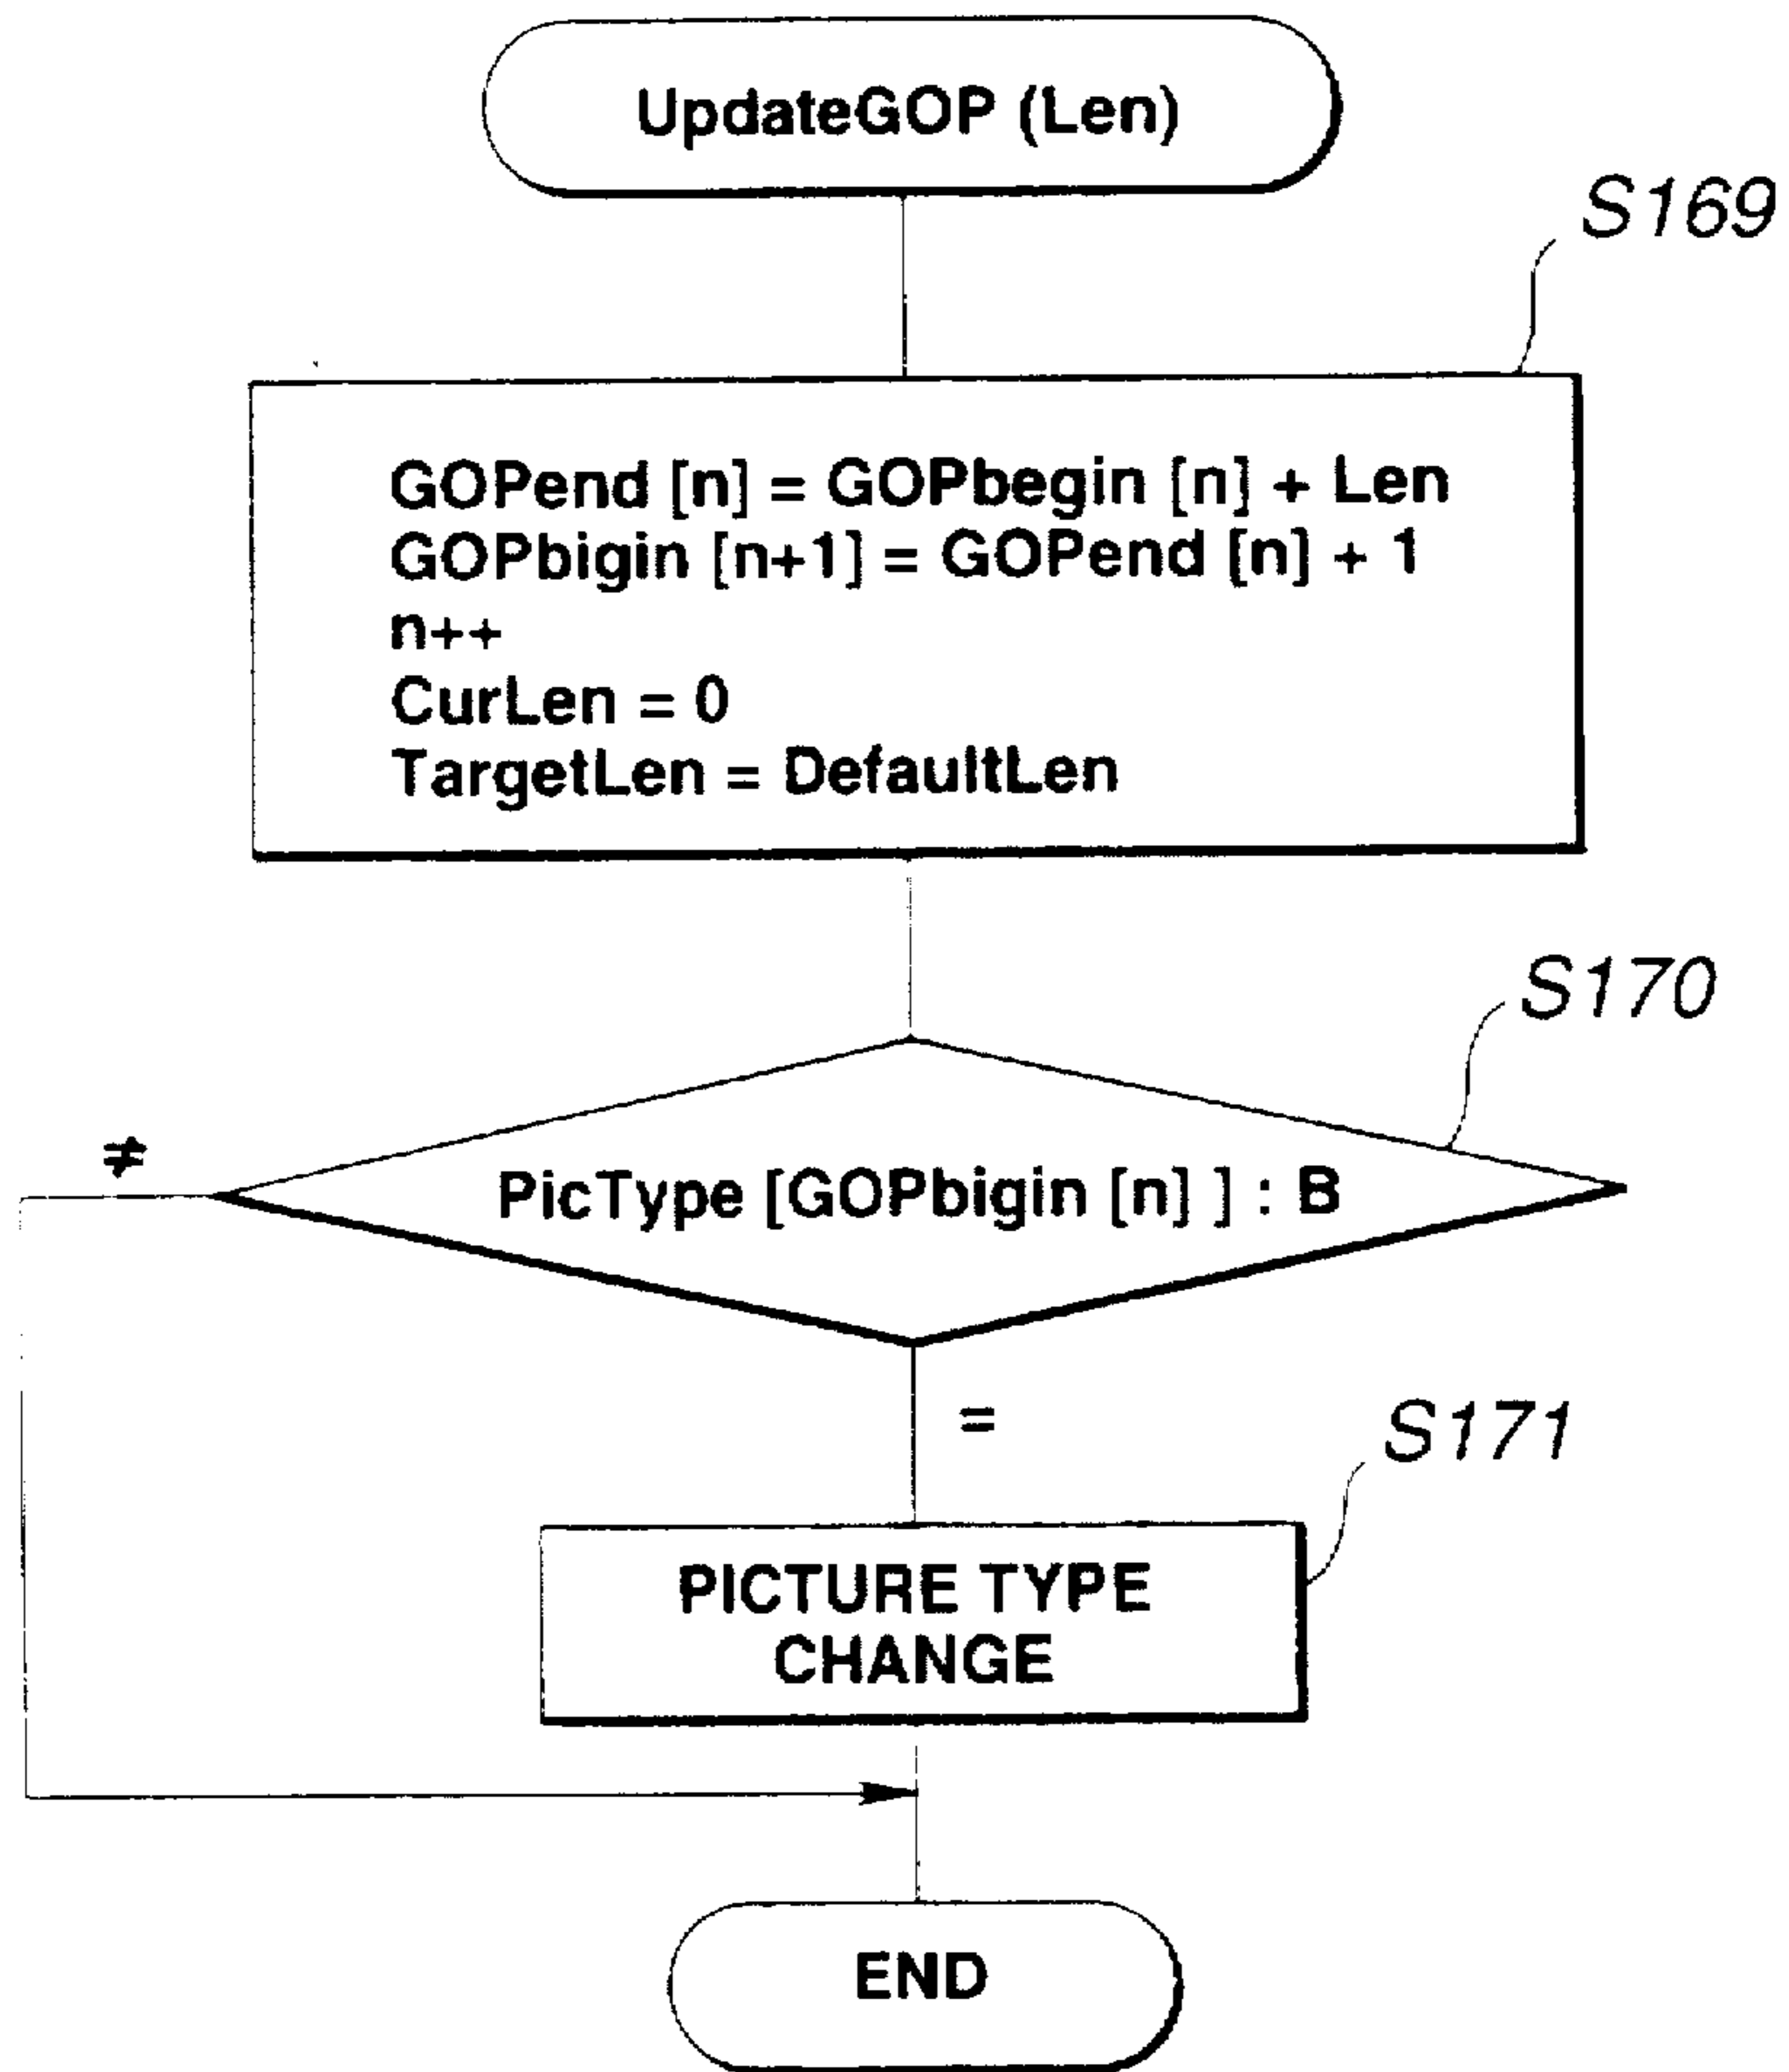 UpdateGOP (Len)
S169
GOPend [n] = GOPbegin [n] + Len
GOPbigin [n+1] = GOPend [n] + 1
n++
CurLen = 0
TargetLen = DefaultLen
S170
≠
PicType [GOPbigin [n] ] : B
=
S171
PICTURE TYPE
CHANGE
END